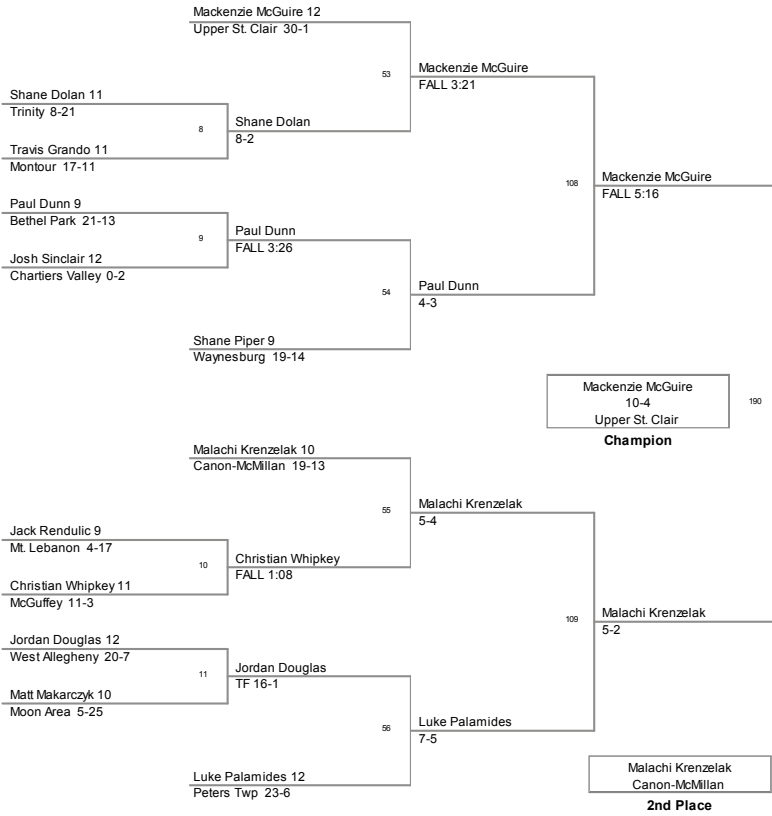 Mackenzie McGuire 12
Upper St. Clair 30-1
53
Mackenzie McGuire
FALL 3:21
Shane Dolan 11
Trinity 8-21
8
Shane Dolan
8-2
Travis Grando 11
Montour 17-11
108
Mackenzie McGuire
FALL 5:16
Paul Dunn 9
Bethel Park 21-13
9
Paul Dunn
FALL 3:26
Josh Sinclair 12
Chartiers Valley 0-2
54
Paul Dunn
4-3
Shane Piper 9
Waynesburg 19-14
Mackenzie McGuire
10-4
Upper St. Clair
190
Champion
Malachi Krenzelak 10
Canon-McMillan 19-13
55
Malachi Krenzelak
5-4
Jack Rendulic 9
Mt. Lebanon 4-17
10
Christian Whipkey
FALL 1:08
Christian Whipkey 11
McGuffey 11-3
109
Malachi Krenzelak
5-2
Jordan Douglas 12
West Allegheny 20-7
11
Jordan Douglas
TF 16-1
Matt Makarczyk 10
Moon Area 5-25
56
Luke Palamides
7-5
Luke Palamides 12
Peters Twp 23-6
Malachi Krenzelak
Canon-McMillan
2nd Place